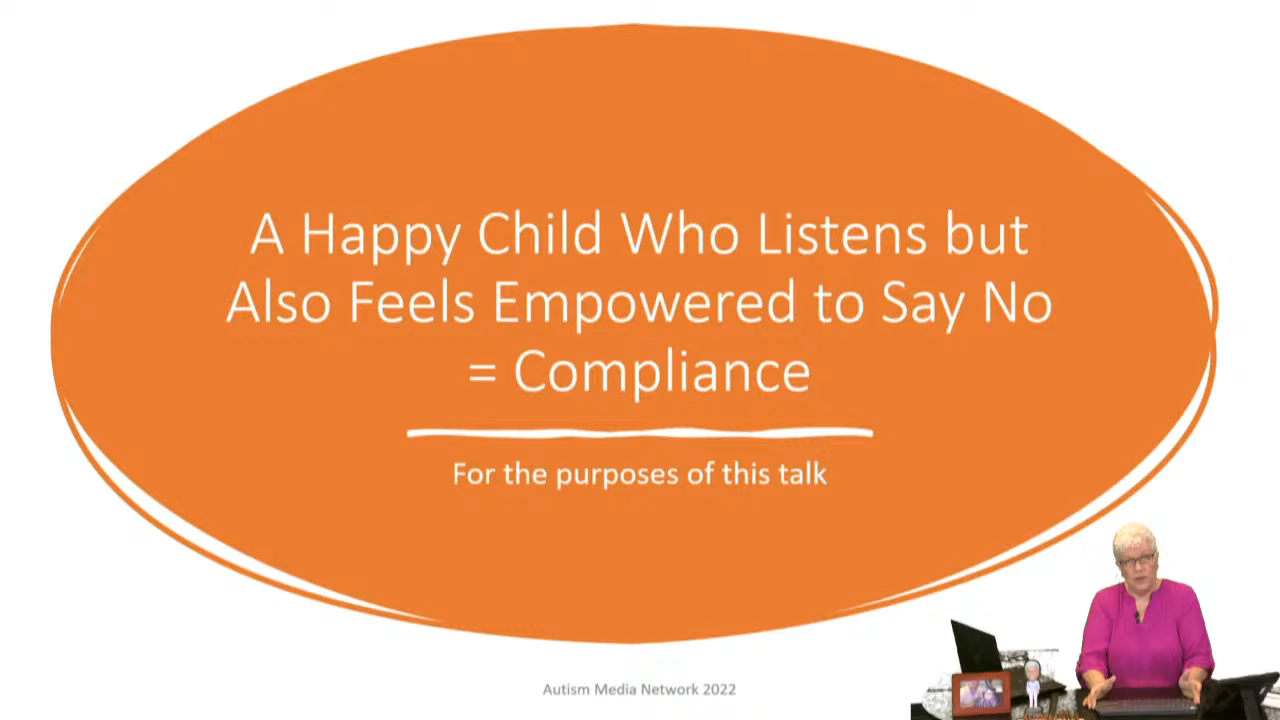 A Happy Child Who Listens but
Also Feels Empowered to Say No
= Compliance
For the purposes of this talk
Autism Media Network 2022